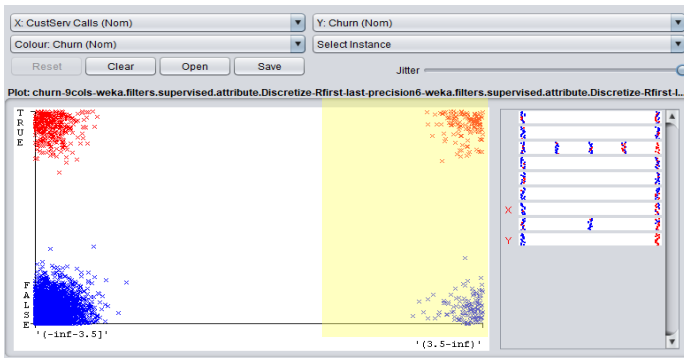 X: CustServ Calls (Nom)
Y: Churn (Nom)
Colour: Churn (Nom)
Select Instance
Reset
Clear
Open
Save
Jitter
Plot: churn-9cols-weka.filters.supervised.attribute.Discretize-Rfirst-last-precision6-weka.filters.supervised.attribute.Discretize-Rfirst-l...
TRUE
FALSE
X
Y
'(-inf-3.5]'
'(3.5-inf)'